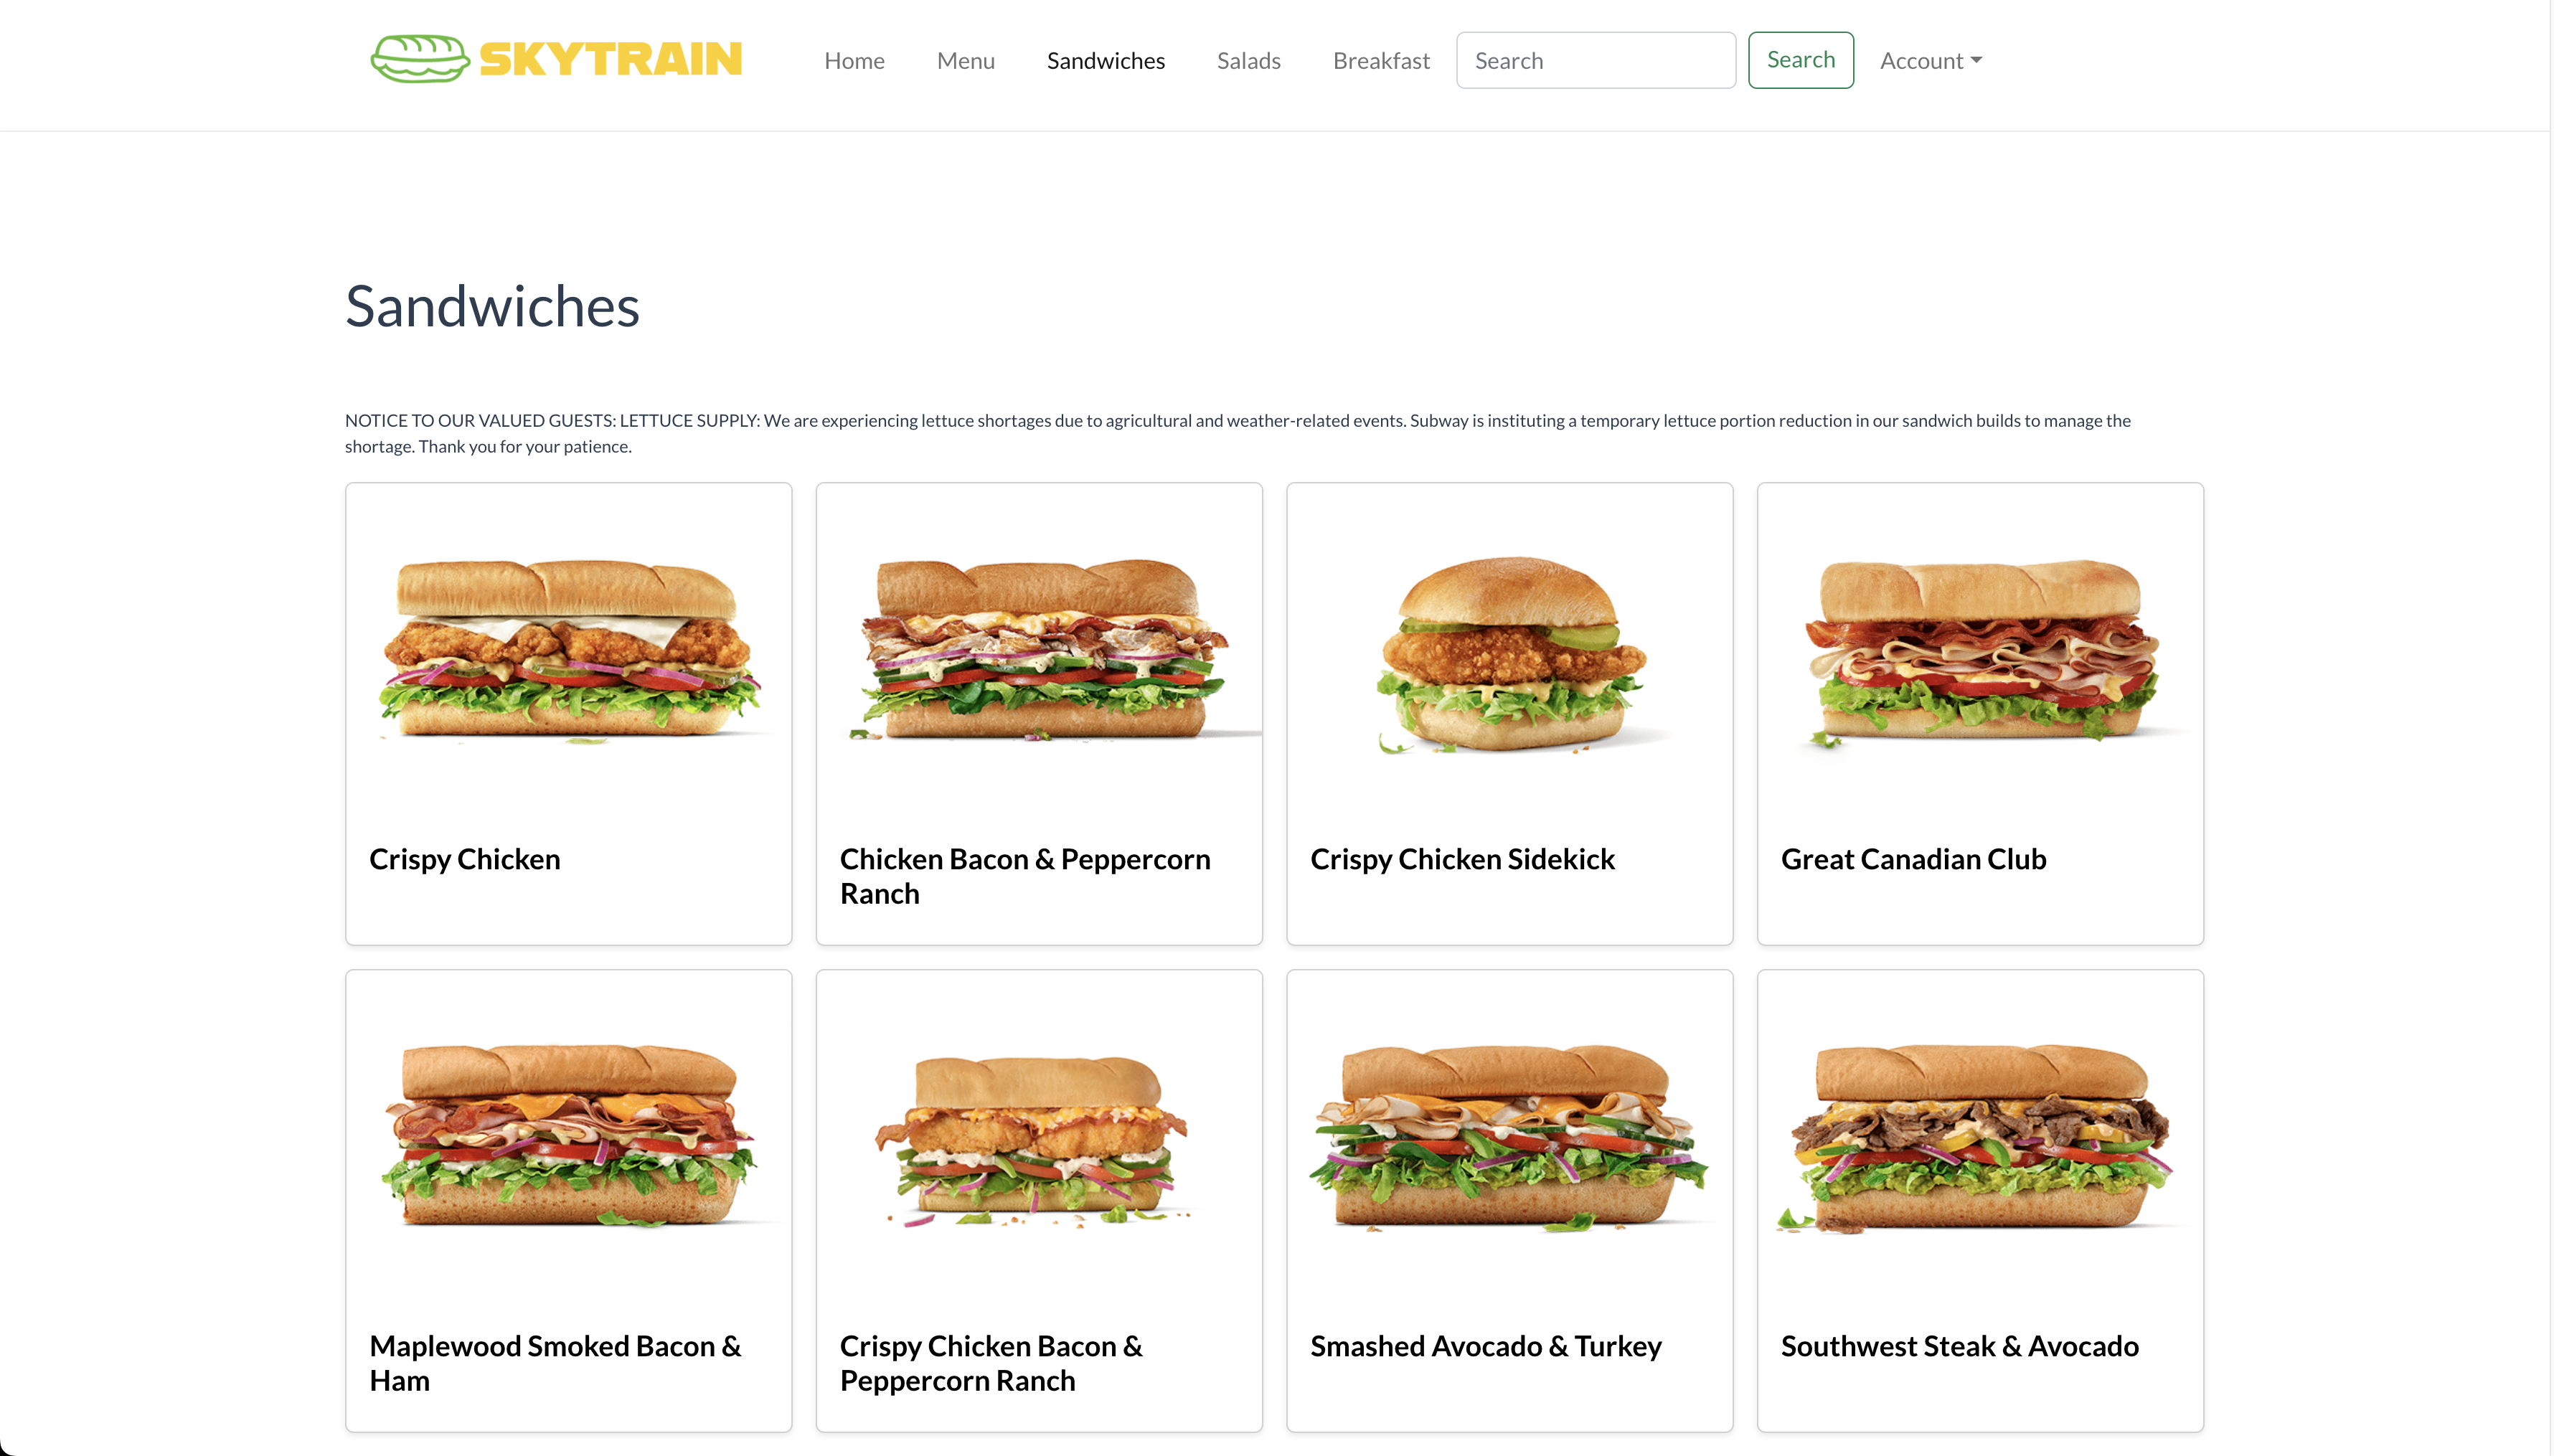 SKYTRAIN
Home Menu Sandwiches Salads Breakfast Search Search Account
Sandwiches
NOTICE TO OUR VALUED GUESTS: LETTUCE SUPPLY: We are experiencing lettuce shortages due to agricultural and weather-related events. Subway is instituting a temporary lettuce portion reduction in our sandwich builds to manage the
shortage. Thank you for your patience.
Crispy Chicken
Chicken Bacon & Peppercorn
Ranch
Crispy Chicken Sidekick
Great Canadian Club
Maplewood Smoked Bacon &
Ham
Crispy Chicken Bacon &
Peppercorn Ranch
Smashed Avocado & Turkey
Southwest Steak & Avocado